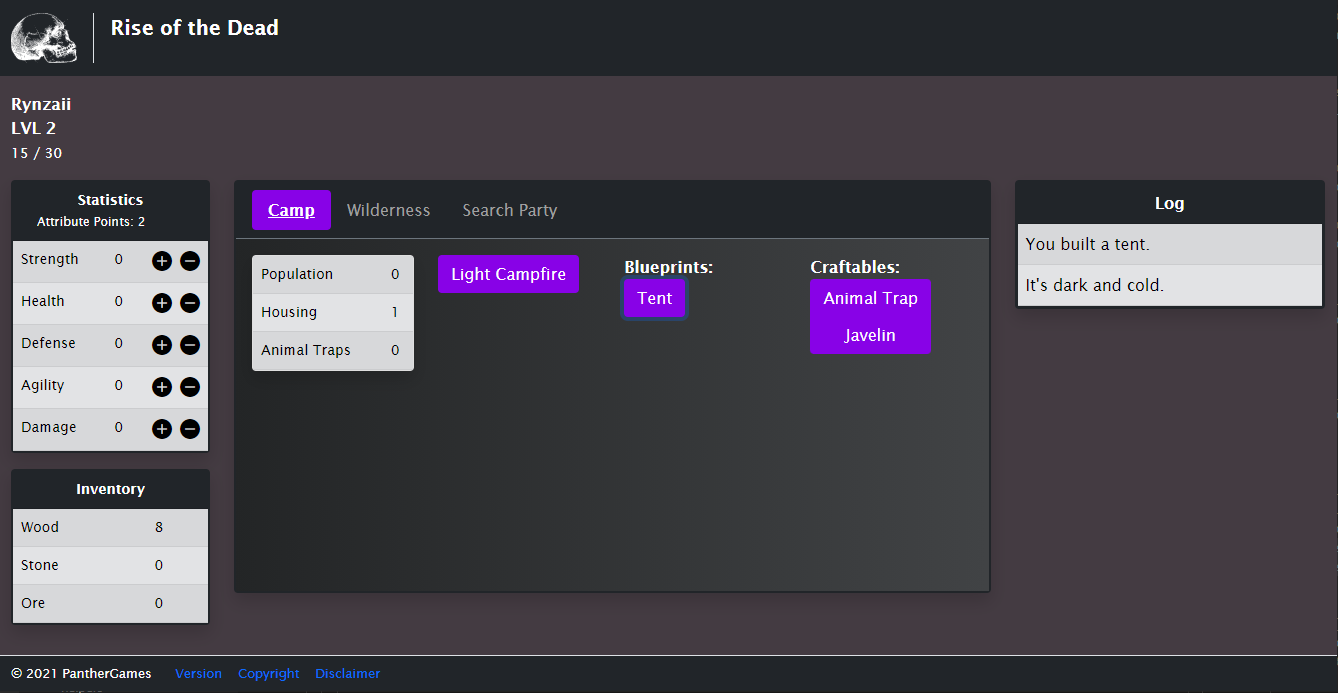 Rise of the Dead
Rynzaii
LVL 2
15 / 30
Statistics
Attribute Points: 2
Strength 0
Health 0
Defense 0
Agility 0
Damage 0
Inventory
Wood 8
Stone 0
Ore 0
Camp Wilderness Search Party
Population 0
Housing 1
Animal Traps 0
Light Campfire
Blueprints:
Tent
Craftables:
Animal Trap
Javelin
Log
You built a tent.
It's dark and cold.
© 2021 PantherGames Version Copyright Disclaimer